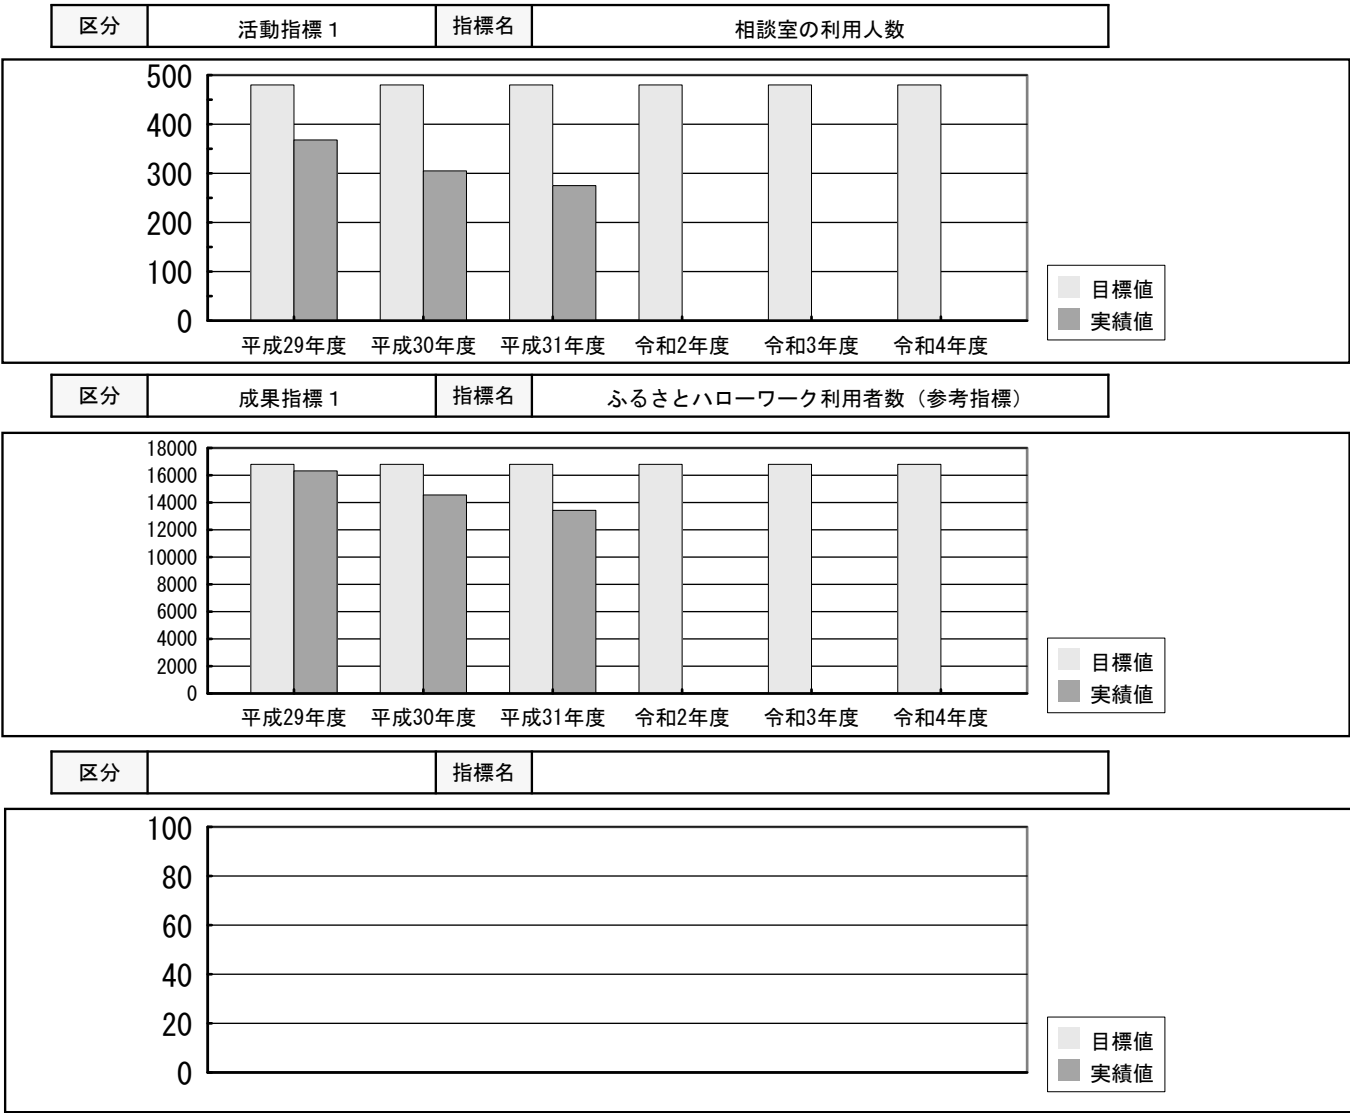 区分 活動指標１ 指標名 相談室の利用人数
500
400
300
200
100
0
平成29年度 平成30年度 平成31年度 令和2年度 令和3年度 令和4年度
目標値
実績値
区分 成果指標１ 指標名 ふるさとハローワーク利用者数（参考指標）
18000
16000
14000
12000
10000
8000
6000
4000
2000
0
平成29年度 平成30年度 平成31年度 令和2年度 令和3年度 令和4年度
目標値
実績値
区分 指標名
100
80
60
40
20
0
目標値
実績値